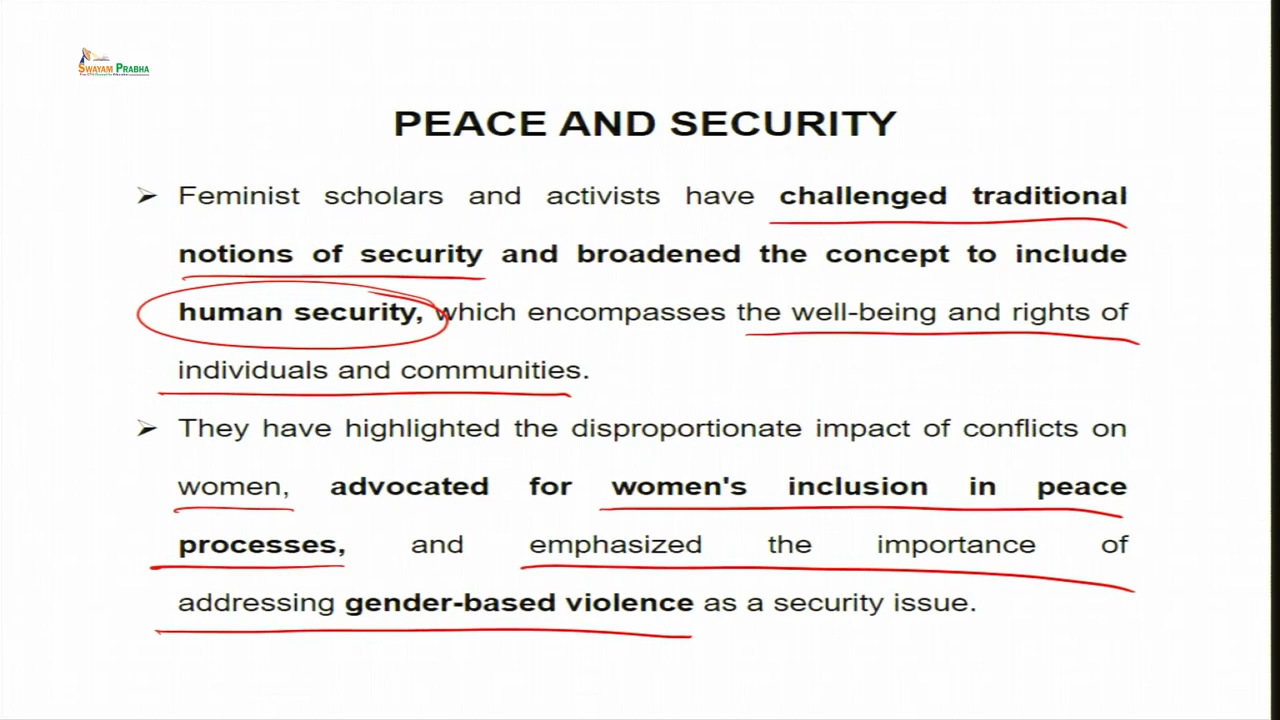 SWAYAM PRABHA
PEACE AND SECURITY
➢ Feminist scholars and activists have challenged traditional
notions of security and broadened the concept to include
human security, which encompasses the well-being and rights of
individuals and communities.
➢ They have highlighted the disproportionate impact of conflicts on
women, advocated for women's inclusion in peace
processes, and emphasized the importance of
addressing gender-based violence as a security issue.